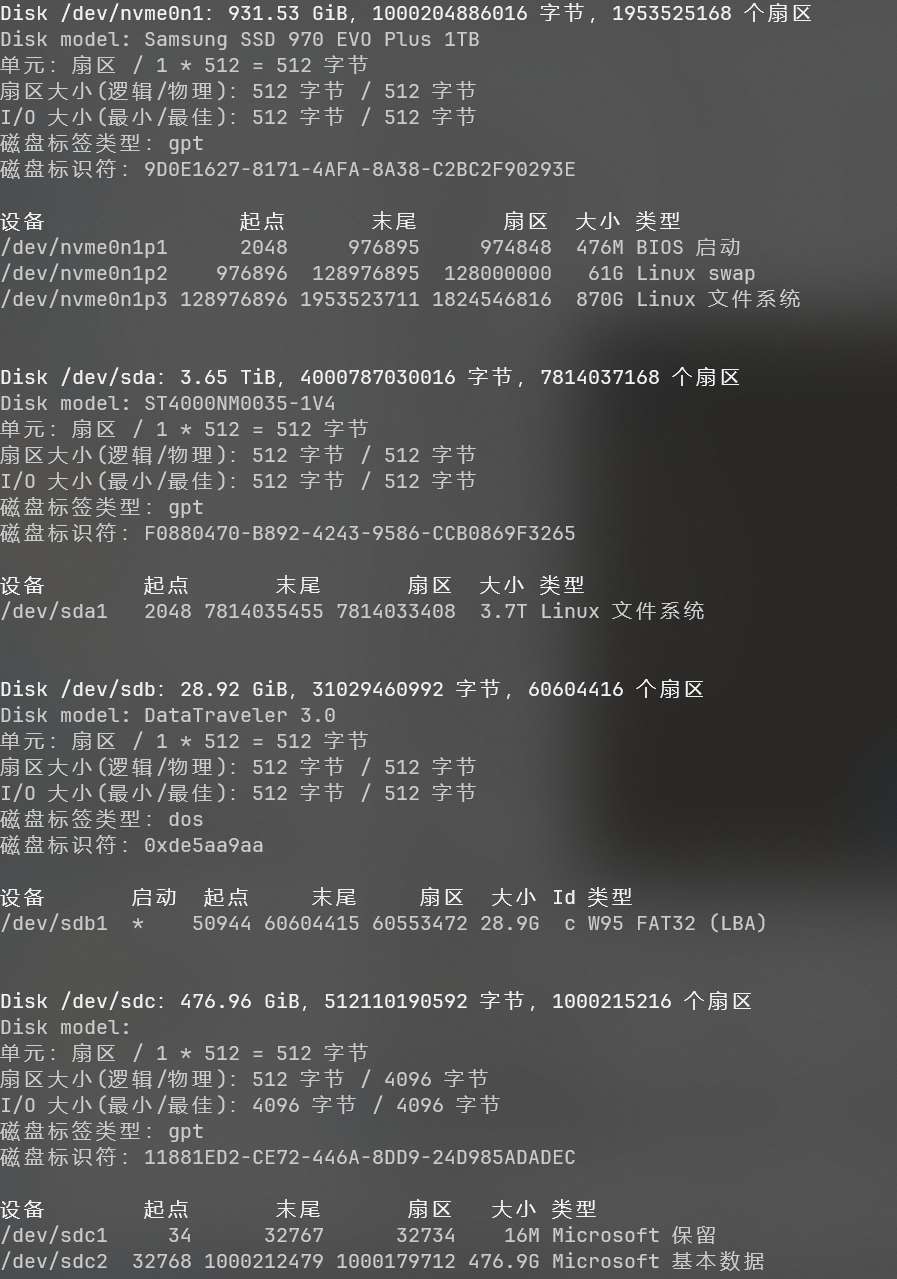 Disk /dev/nvme0n1: 931.53 GiB, 1000204886016 字节, 1953525168 个扇区
Disk model: Samsung SSD 970 EVO Plus 1TB
单元: 扇区 / 1 * 512 = 512 字节
扇区大小(逻辑/物理): 512 字节 / 512 字节
I/O 大小(最小/最佳): 512 字节 / 512 字节
磁盘标签类型: gpt
磁盘标识符: 9D0E1627-8171-4AFA-8A38-C2BC2F90293E
设备 起点 末尾 扇区 大小 类型
/dev/nvme0n1p1 2048 976895 974848 476M BIOS 启动
/dev/nvme0n1p2 976896 128976895 128000000 61G Linux swap
/dev/nvme0n1p3 128976896 1953523711 1824546816 870G Linux 文件系统
Disk /dev/sda: 3.65 TiB, 4000787030016 字节, 7814037168 个扇区
Disk model: ST4000NM0035-1V4
单元: 扇区 / 1 * 512 = 512 字节
扇区大小(逻辑/物理): 512 字节 / 512 字节
I/O 大小(最小/最佳): 512 字节 / 512 字节
磁盘标签类型: gpt
磁盘标识符: F0880470-B892-4243-9586-CCB0869F3265
设备 起点 末尾 扇区 大小 类型
/dev/sda1 2048 7814035455 7814033408 3.7T Linux 文件系统
Disk /dev/sdb: 28.92 GiB, 31029460992 字节, 60604416 个扇区
Disk model: DataTraveler 3.0
单元: 扇区 / 1 * 512 = 512 字节
扇区大小(逻辑/物理): 512 字节 / 512 字节
I/O 大小(最小/最佳): 512 字节 / 512 字节
磁盘标签类型: dos
磁盘标识符: 0xde5aa9aa
设备 启动 起点 末尾 扇区 大小 Id 类型
/dev/sdb1 * 50944 60604415 60553472 28.9G c W95 FAT32 (LBA)
Disk /dev/sdc: 476.96 GiB, 512110190592 字节, 1000215216 个扇区
Disk model:
单元: 扇区 / 1 * 512 = 512 字节
扇区大小(逻辑/物理): 512 字节 / 4096 字节
I/O 大小(最小/最佳): 4096 字节 / 4096 字节
磁盘标签类型: gpt
磁盘标识符: 11881ED2-CE72-446A-8DD9-24D985ADADEC
设备 起点 末尾 扇区 大小 类型
/dev/sdc1 34 32767 32734 16M Microsoft 保留
/dev/sdc2 32768 1000212479 1000179712 476.9G Microsoft 基本数据